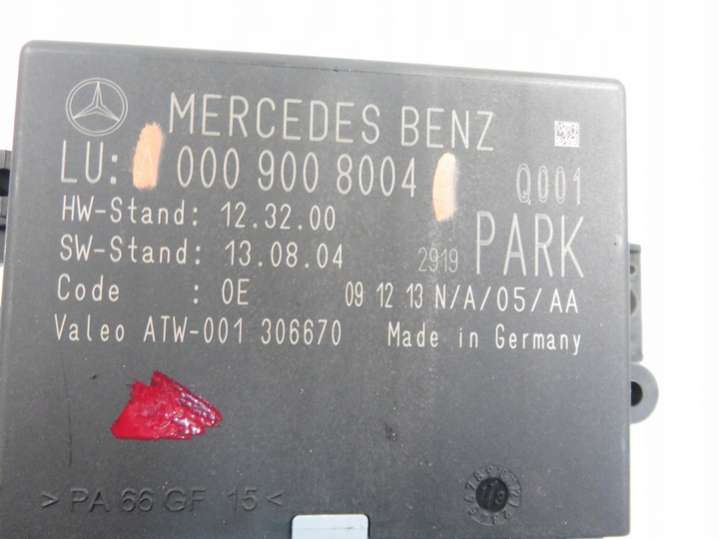 MERCEDES BENZ
LU: 000 900 8004 Q001
HW-Stand: 12.32.00
SW-Stand: 13.08.04 2919 PARK
Code : 0E 09 12 13 N/A/05/AA
Valeo ATW-001 306670 Made in Germany
>PA 66 GF 15<